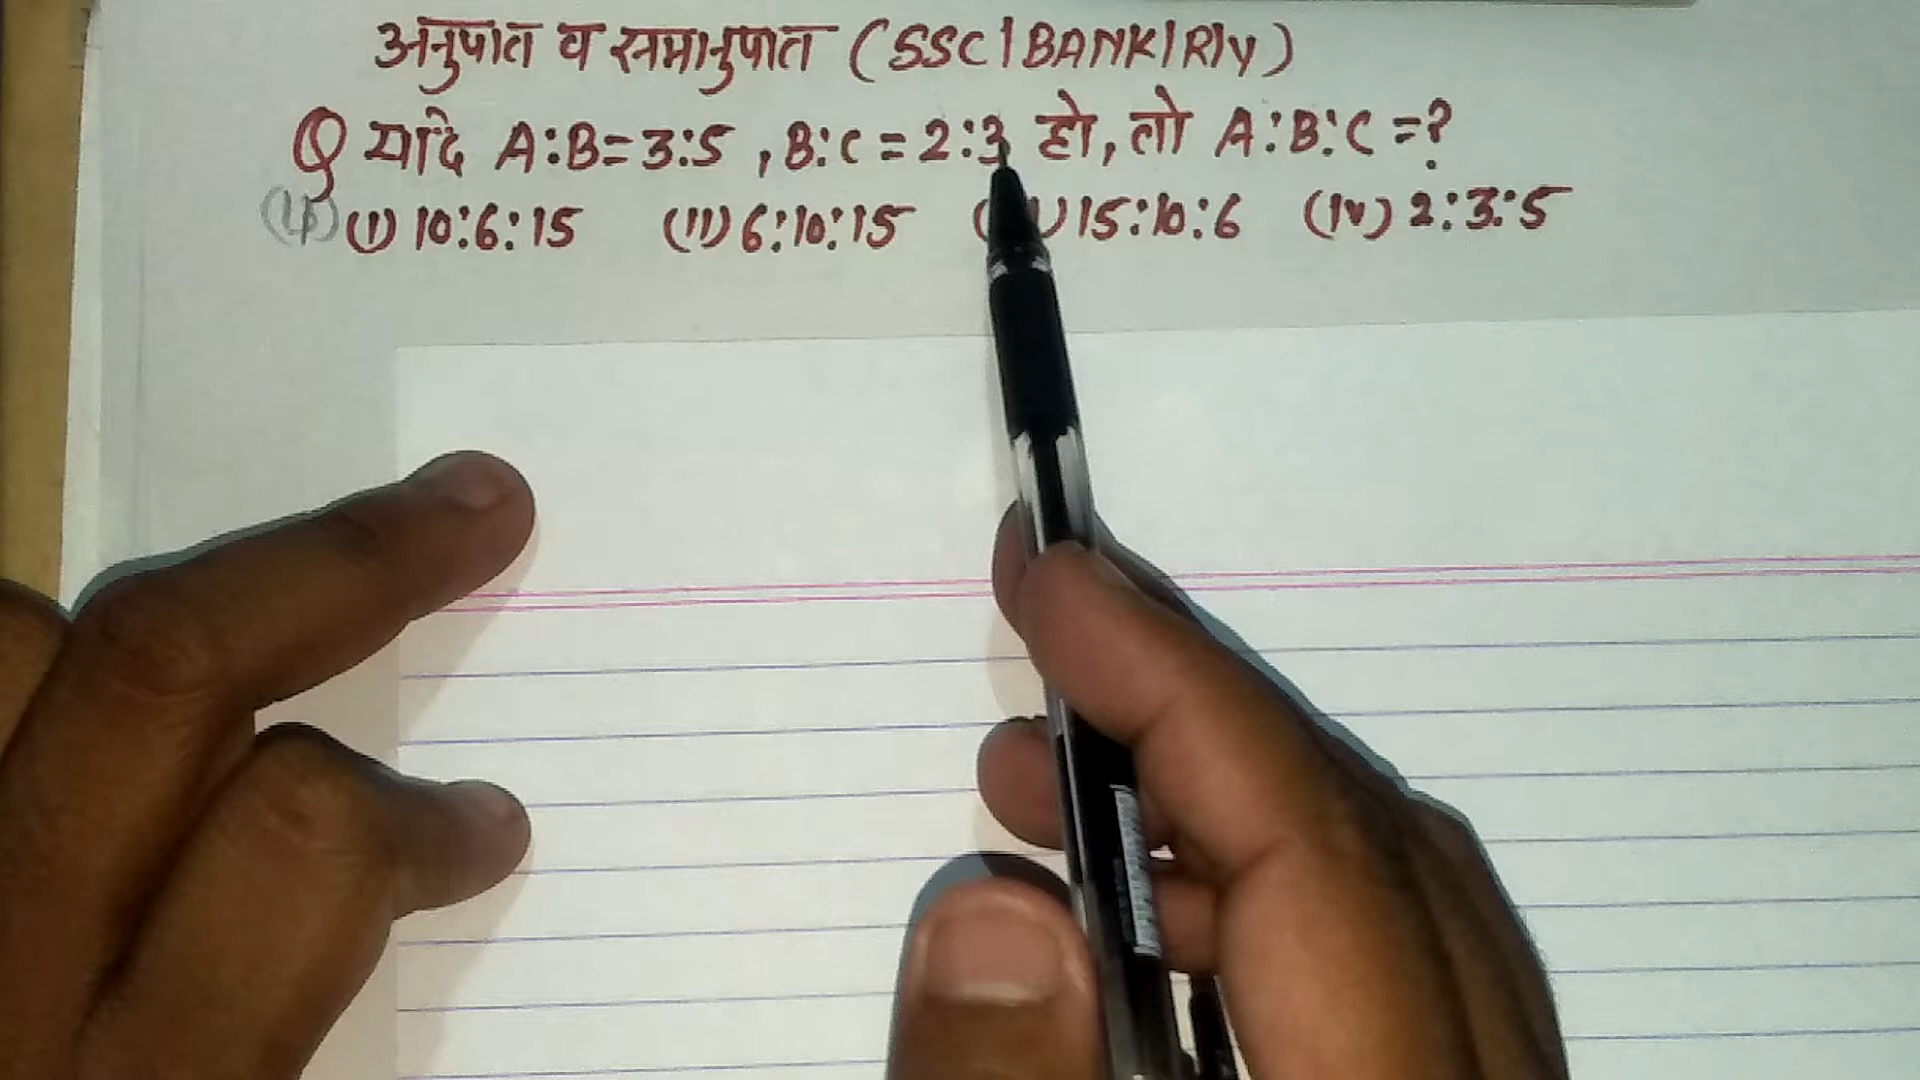 अनुपात व समानुपात (SSC|BANK|Rly)
Q यदि A:B=3:5, B:C=2:3 हो, तो A:B:C=?
(I) 10:6:15 (II) 6:10:15 15:10:6 (IV) 2:3:5